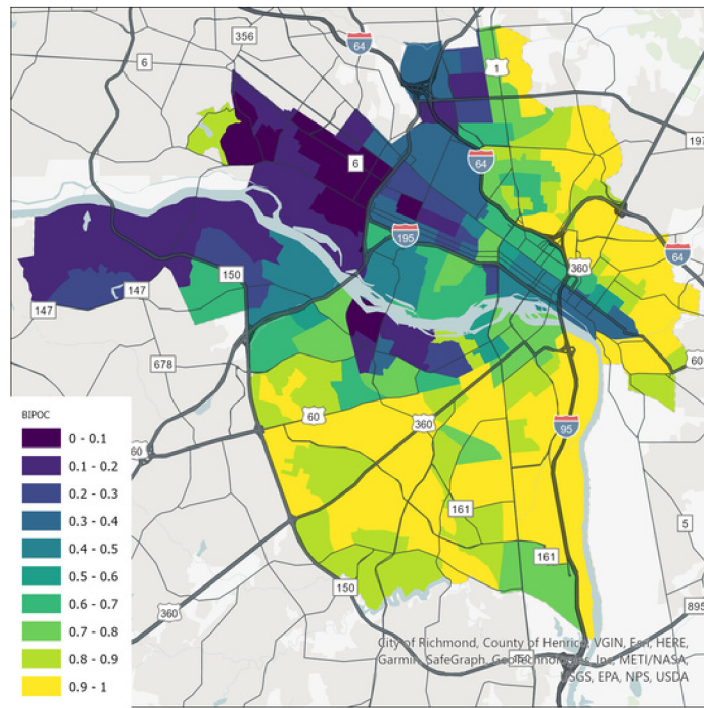 356
64
6
1
197
6
64
195
360
64
150
147
147
60
678
60
360
60
95
161
5
161
150
360
895
150
BIPOC
0 - 0.1
0.1 - 0.2
0.2 - 0.3
0.3 - 0.4
0.4 - 0.5
0.5 - 0.6
0.6 - 0.7
0.7 - 0.8
0.8 - 0.9
0.9 - 1
City of Richmond, County of Henrico, VGIN, Esri, HERE,
Garmin, SafeGraph, GeoTechnologies, Inc, METI/NASA,
USGS, EPA, NPS, USDA